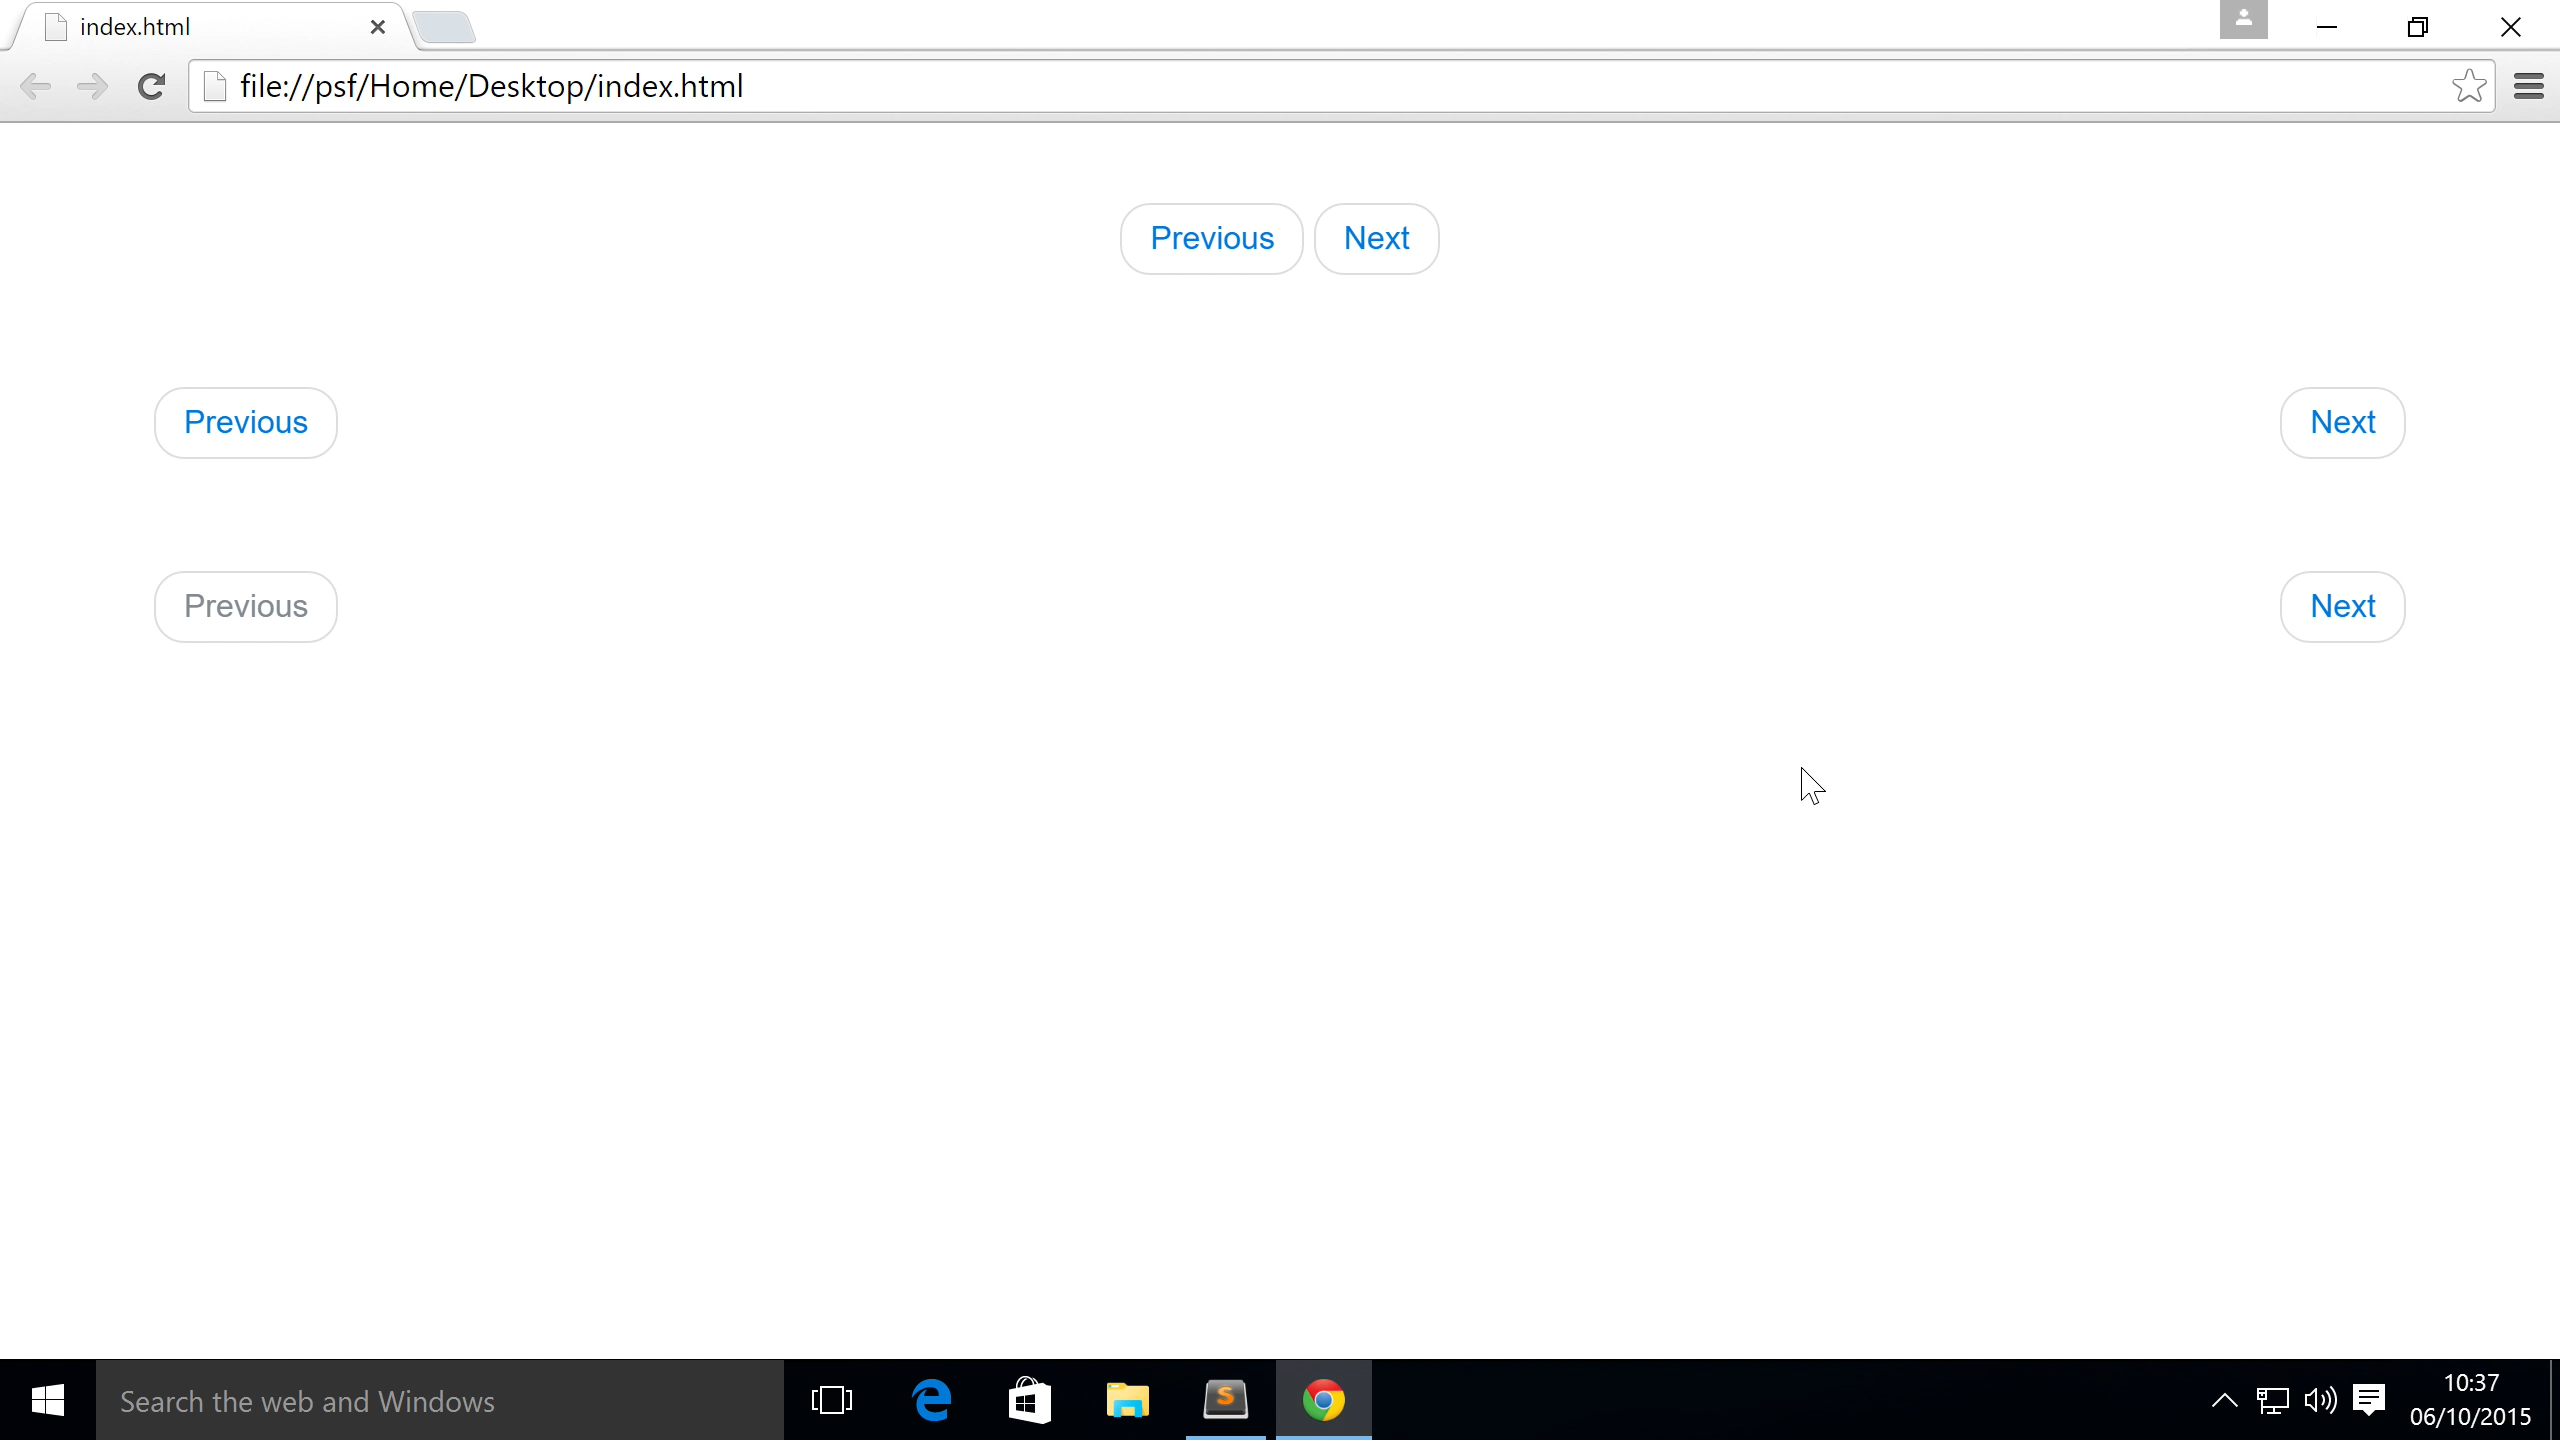 index.html
file://psf/Home/Desktop/index.html
Previous Next
Previous Next
Previous Next
Search the web and Windows
10:37
06/10/2015